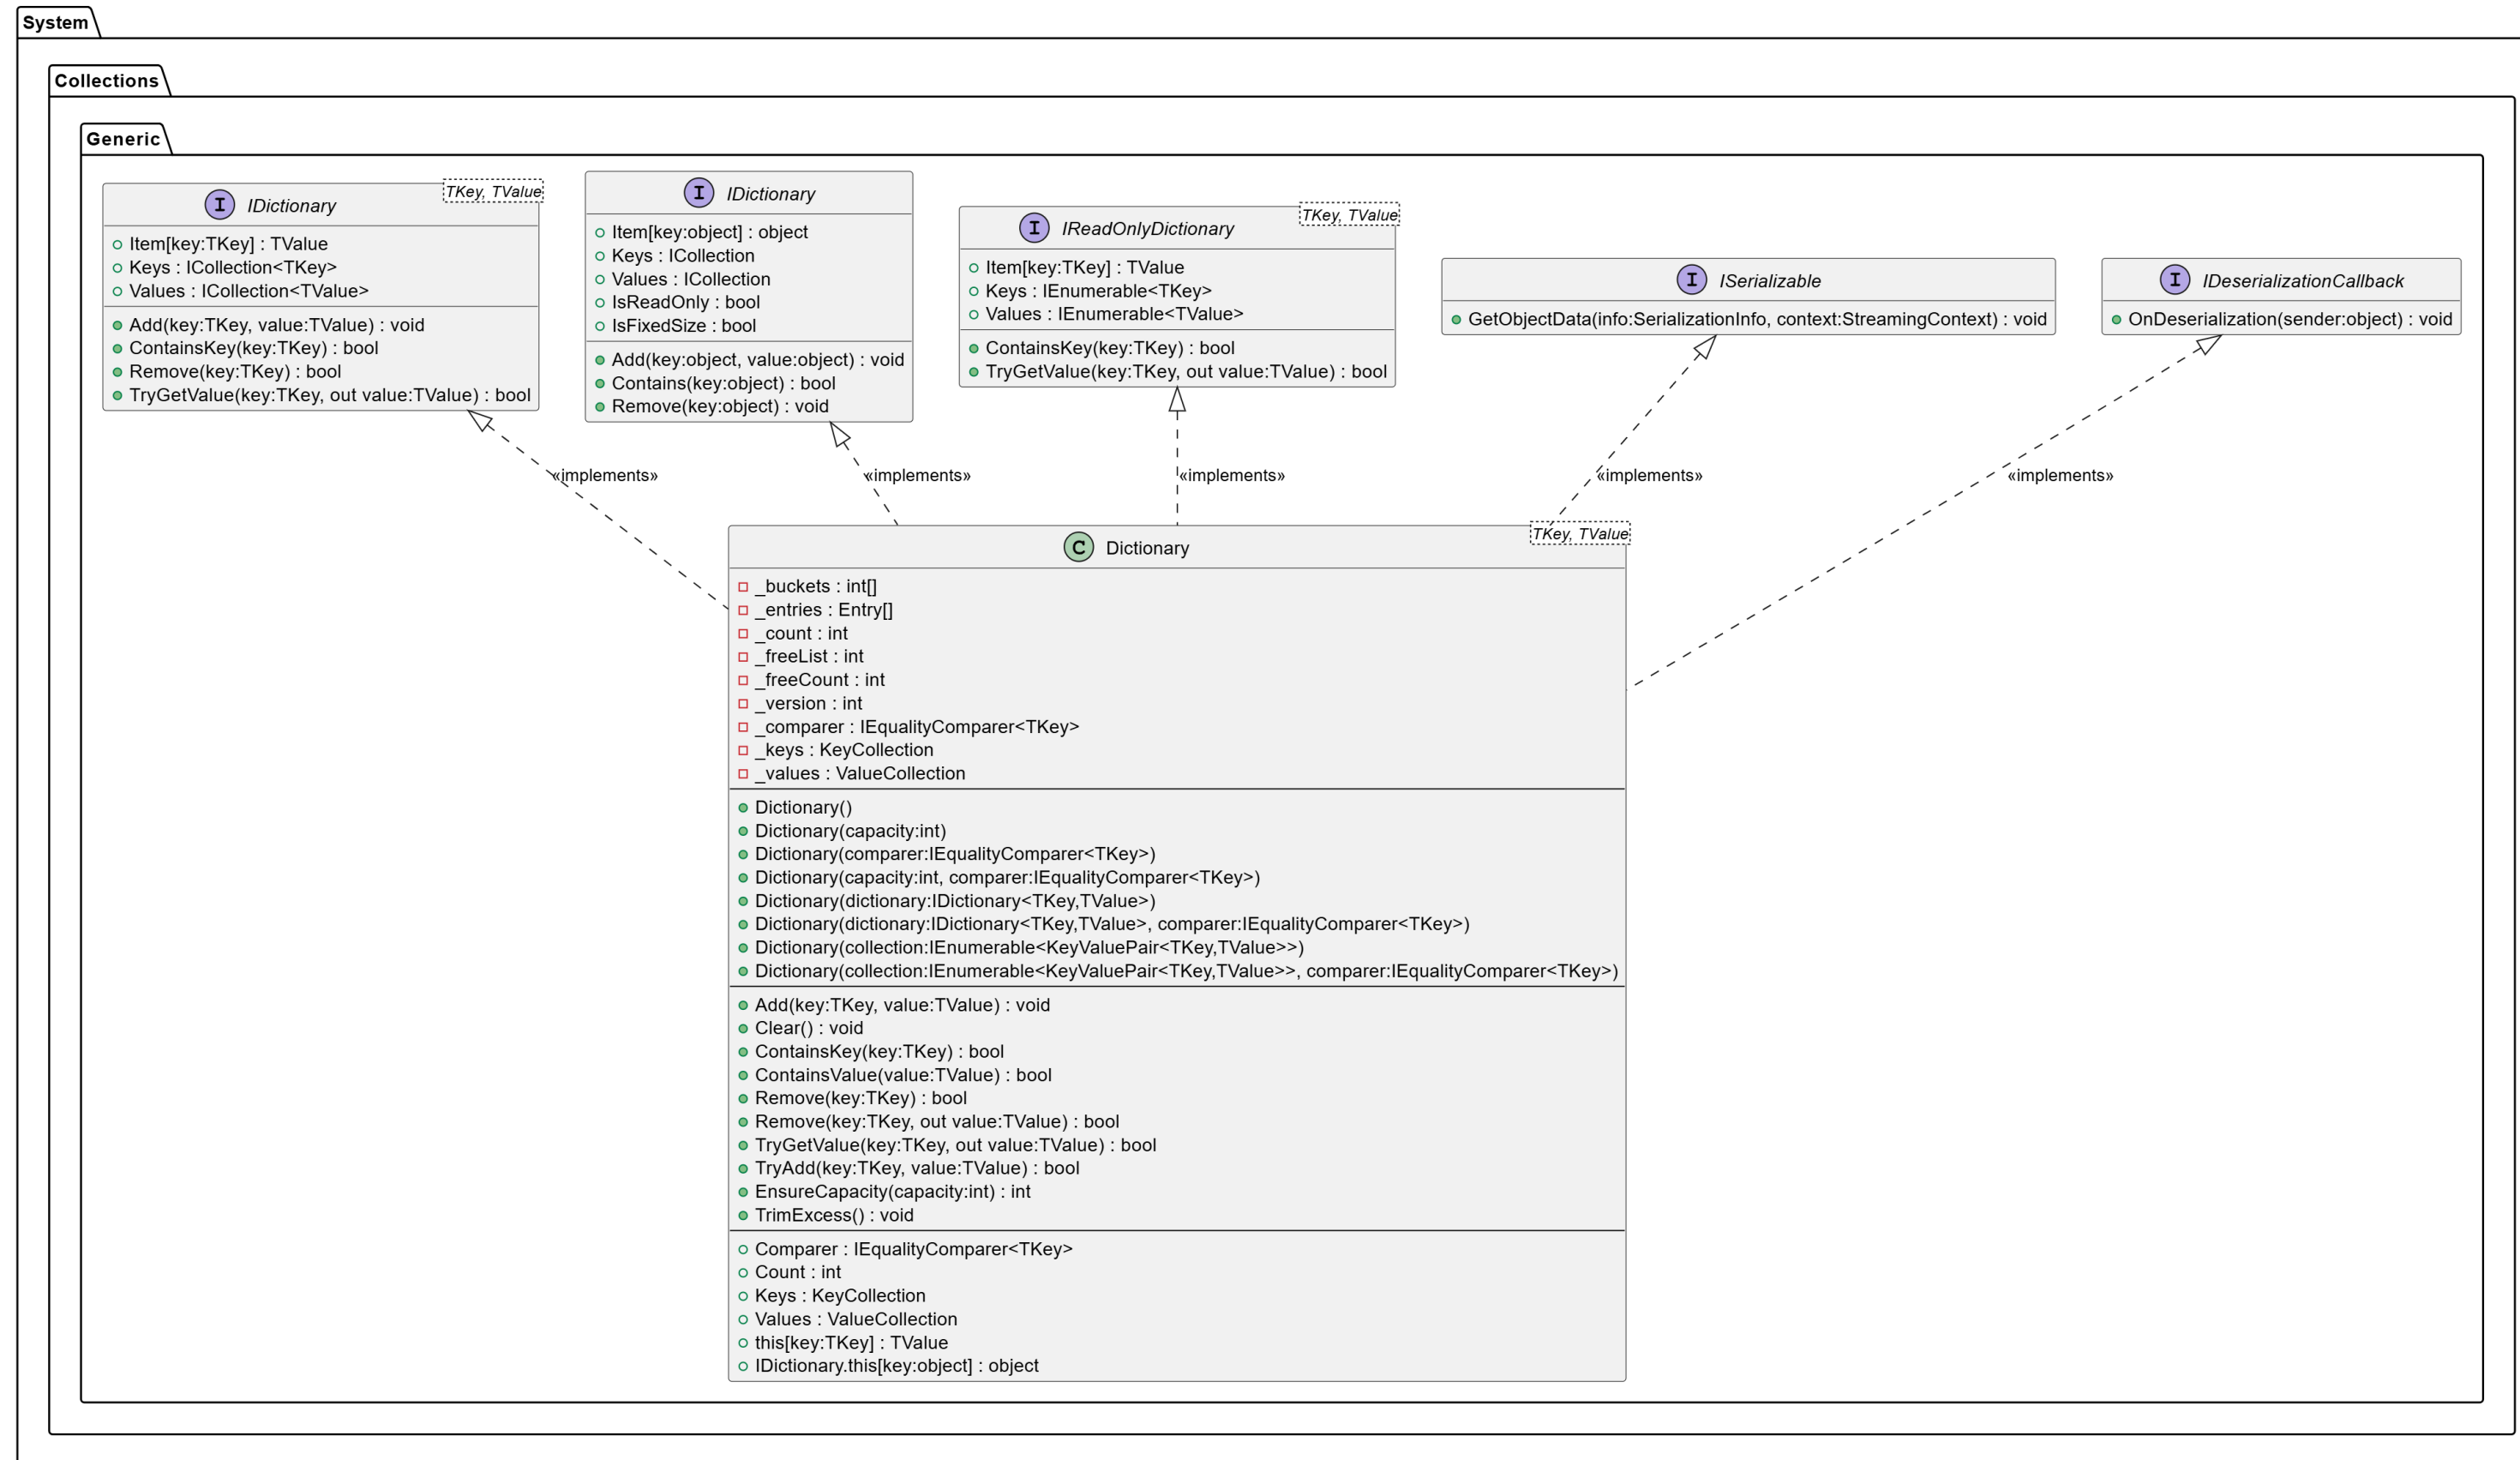 System
Collections
Generic
TKey, TValue
I IDictionary
Item[key:TKey] : TValue
Keys : ICollection<TKey>
Values : ICollection<TValue>
Add(key:TKey, value:TValue) : void
ContainsKey(key:TKey) : bool
Remove(key:TKey) : bool
TryGetValue(key:TKey, out value:TValue) : bool
I IDictionary
Item[key:object] : object
Keys : ICollection
Values : ICollection
IsReadOnly : bool
IsFixedSize : bool
Add(key:object, value:object) : void
Contains(key:object) : bool
Remove(key:object) : void
TKey, TValue
I IReadOnlyDictionary
Item[key:TKey] : TValue
Keys : IEnumerable<TKey>
Values : IEnumerable<TValue>
ContainsKey(key:TKey) : bool
TryGetValue(key:TKey, out value:TValue) : bool
I ISerializable
GetObjectData(info:SerializationInfo, context:StreamingContext) : void
I IDeserializationCallback
OnDeserialization(sender:object) : void
«implements»
«implements»
«implements»
«implements»
«implements»
TKey, TValue
C Dictionary
_buckets : int[]
_entries : Entry[]
_count : int
_freeList : int
_freeCount : int
_version : int
_comparer : IEqualityComparer<TKey>
_keys : KeyCollection
_values : ValueCollection
Dictionary()
Dictionary(capacity:int)
Dictionary(comparer:IEqualityComparer<TKey>)
Dictionary(capacity:int, comparer:IEqualityComparer<TKey>)
Dictionary(dictionary:IDictionary<TKey,TValue>)
Dictionary(dictionary:IDictionary<TKey,TValue>, comparer:IEqualityComparer<TKey>)
Dictionary(collection:IEnumerable<KeyValuePair<TKey,TValue>>)
Dictionary(collection:IEnumerable<KeyValuePair<TKey,TValue>>, comparer:IEqualityComparer<TKey>)
Add(key:TKey, value:TValue) : void
Clear() : void
ContainsKey(key:TKey) : bool
ContainsValue(value:TValue) : bool
Remove(key:TKey) : bool
Remove(key:TKey, out value:TValue) : bool
TryGetValue(key:TKey, out value:TValue) : bool
TryAdd(key:TKey, value:TValue) : bool
EnsureCapacity(capacity:int) : int
TrimExcess() : void
Comparer : IEqualityComparer<TKey>
Count : int
Keys : KeyCollection
Values : ValueCollection
this[key:TKey] : TValue
IDictionary.this[key:object] : object